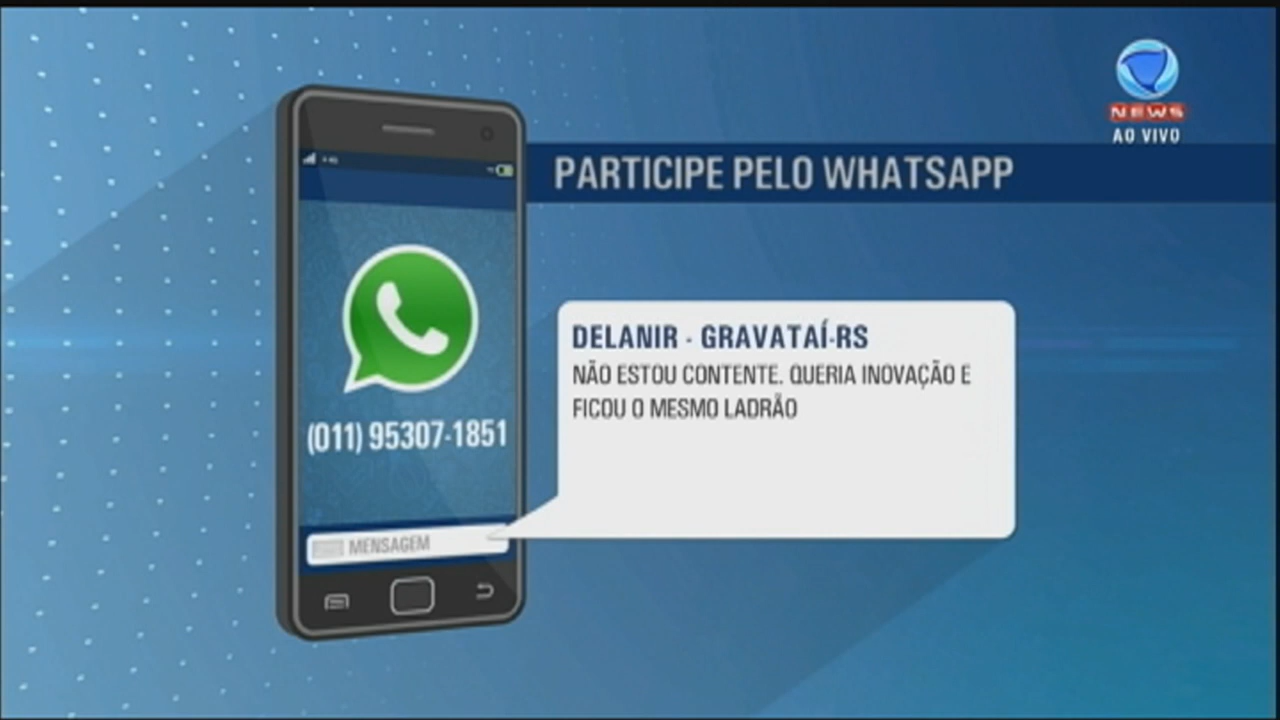 NEWS
AO VIVO
PARTICIPE PELO WHATSAPP
DELANIR - GRAVATAÍ-RS
NÃO ESTOU CONTENTE. QUERIA INOVAÇÃO E
FICOU O MESMO LADRÃO
(011) 95307-1851
MENSAGEM